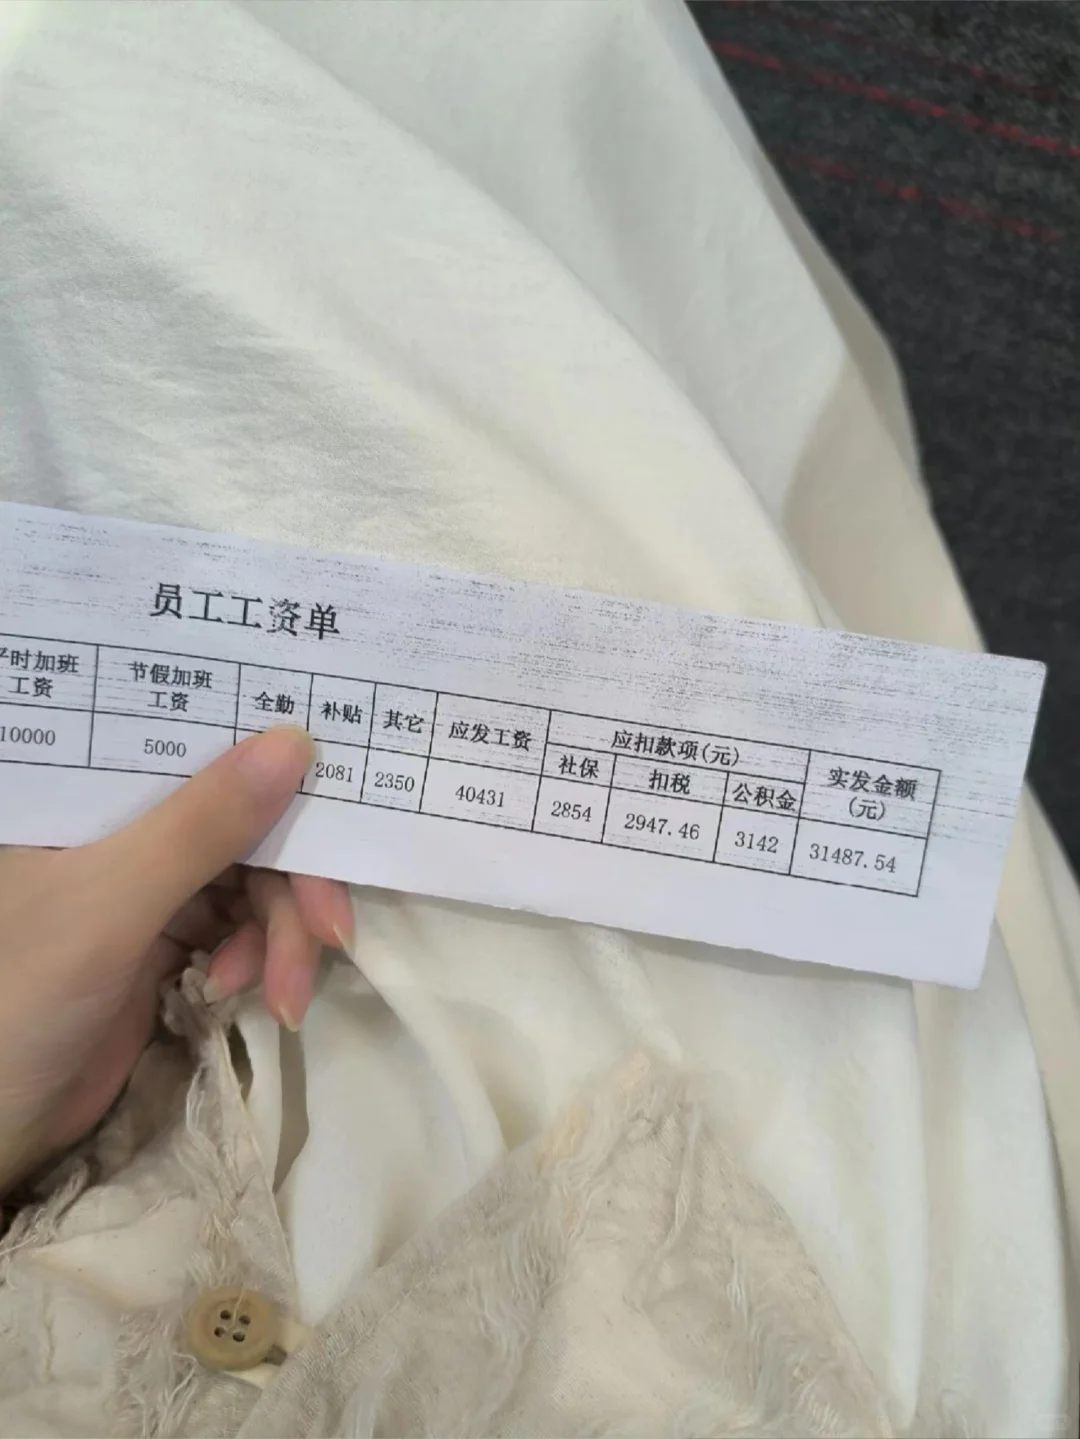 员工工资单
平时加班 节假加班 全勤 补贴 其它 应发工资 应扣款项(元) 实发金额
工资 工资 社保 扣税 公积金 (元)
10000 5000 2081 2350 40431 2854 2947.46 3142 31487.54